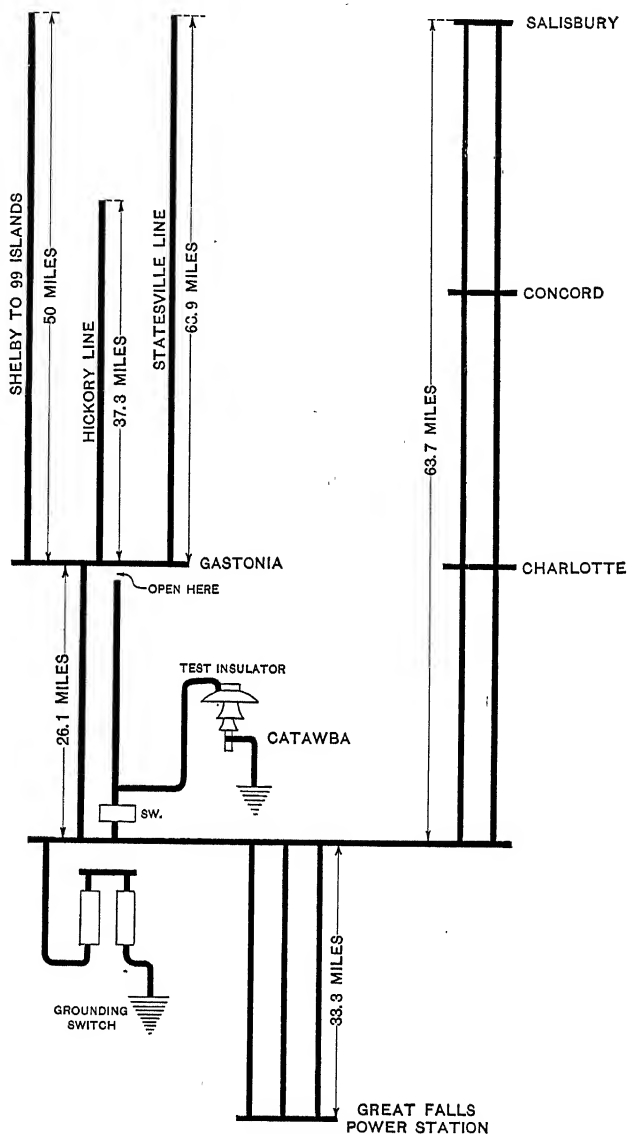 SALISBURY
SHELBY TO 99 ISLANDS
50 MILES
HICKORY LINE
37.3 MILES
STATESVILLE LINE
63.7 MILES
CONCORD
GASTONIA
OPEN HERE
CHARLOTTE
26.1 MILES
TEST INSULATOR
CATAWBA
SW.
GROUNDING
SWITCH
33.3 MILES
GREAT FALLS
POWER STATION